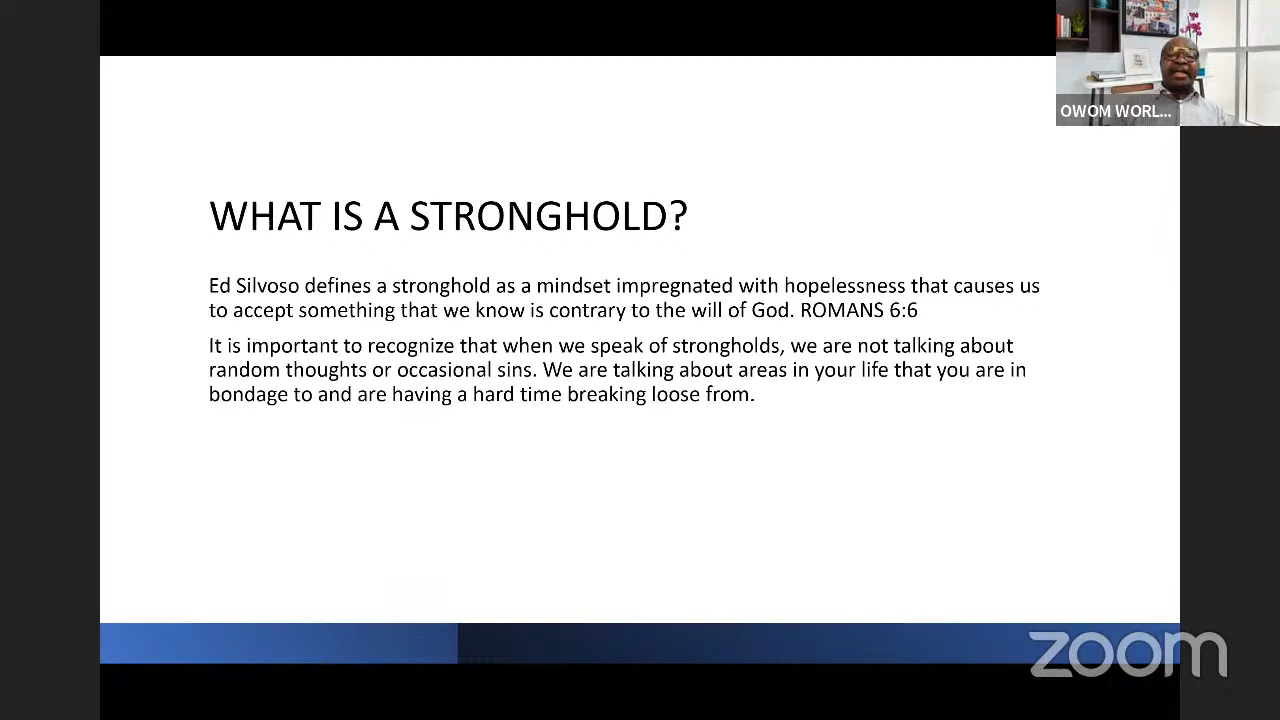 OWOM WORL...
WHAT IS A STRONGHOLD?
Ed Silvoso defines a stronghold as a mindset impregnated with hopelessness that causes us
to accept something that we know is contrary to the will of God. ROMANS 6:6
It is important to recognize that when we speak of strongholds, we are not talking about
random thoughts or occasional sins. We are talking about areas in your life that you are in
bondage to and are having a hard time breaking loose from.
zoom